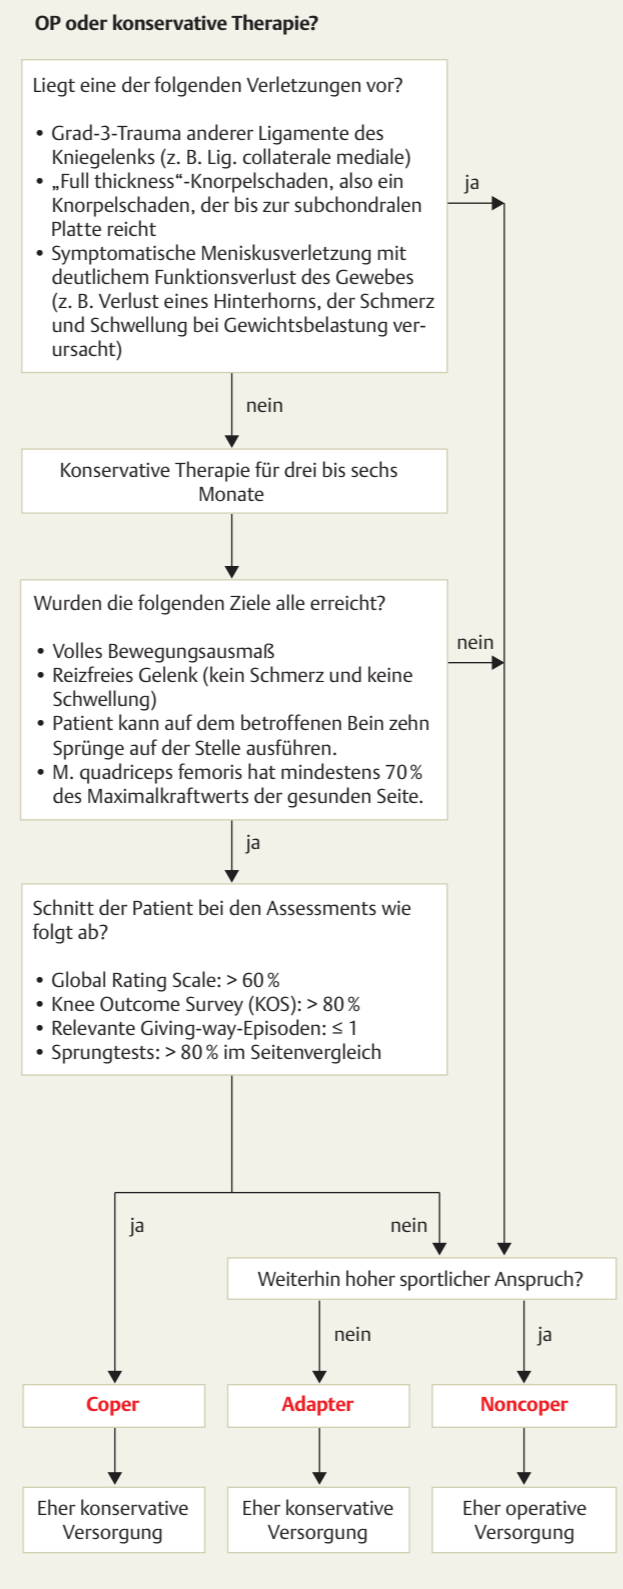 OP oder konservative Therapie?
Liegt eine der folgenden Verletzungen vor?
• Grad-3-Trauma anderer Ligamente des
Kniegelenks (z. B. Lig. collaterale mediale)
• „Full thickness“-Knorpelschaden, also ein
Knorpelschaden, der bis zur subchondralen
Platte reicht
• Symptomatische Meniskusverletzung mit
deutlichem Funktionsverlust des Gewebes
(z. B. Verlust eines Hinterhorns, der Schmerz
und Schwellung bei Gewichtsbelastung ver-
ursacht)
ja
nein
Konservative Therapie für drei bis sechs
Monate
Wurden die folgenden Ziele alle erreicht?
• Volles Bewegungsausmaß
• Reizfreies Gelenk (kein Schmerz und keine
Schwellung)
• Patient kann auf dem betroffenen Bein zehn
Sprünge auf der Stelle ausführen.
• M. quadriceps femoris hat mindestens 70 %
des Maximalkraftwerts der gesunden Seite.
nein
ja
Schnitt der Patient bei den Assessments wie
folgt ab?
• Global Rating Scale: > 60 %
• Knee Outcome Survey (KOS): > 80 %
• Relevante Giving-way-Episoden: ≤ 1
• Sprungtests: > 80 % im Seitenvergleich
ja
nein
Weiterhin hoher sportlicher Anspruch?
nein
ja
Coper
Adapter
Noncoper
Eher konservative
Versorgung
Eher konservative
Versorgung
Eher operative
Versorgung